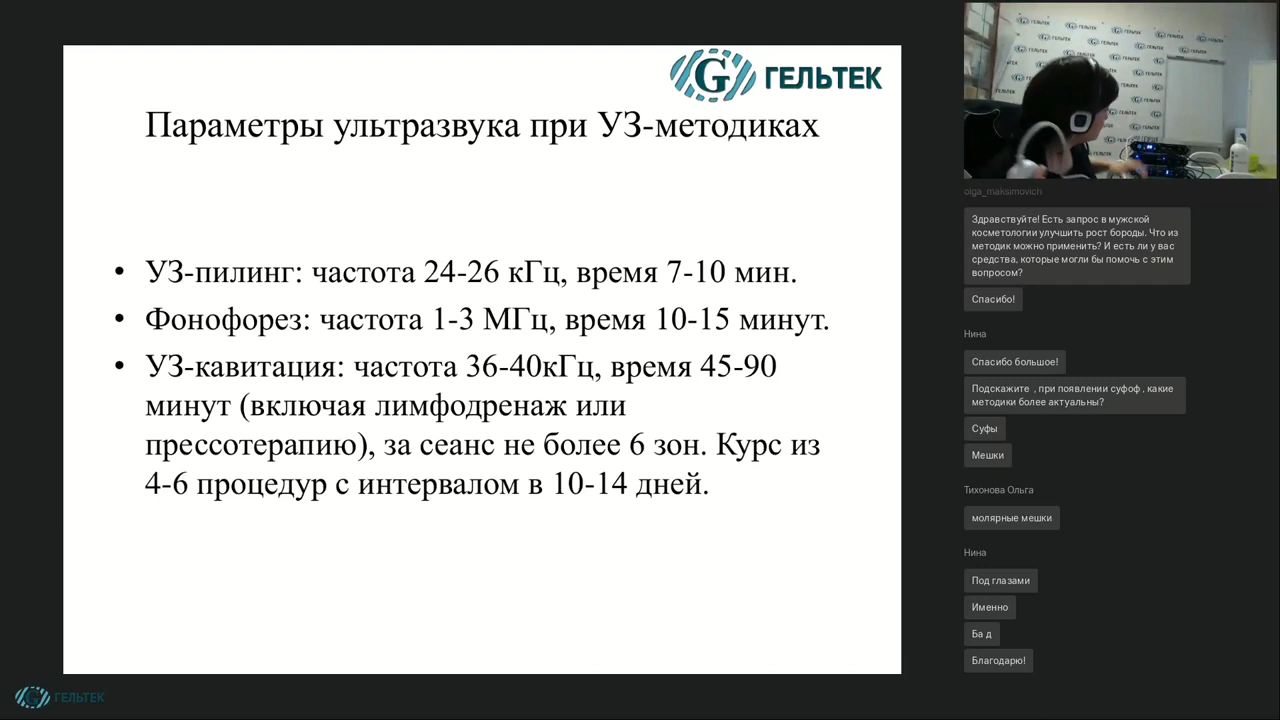 ГЕЛЬТЕК
Параметры ультразвука при УЗ-методиках
• УЗ-пилинг: частота 24-26 кГц, время 7-10 мин.
• Фонофорез: частота 1-3 МГц, время 10-15 минут.
• УЗ-кавитация: частота 36-40кГц, время 45-90
минут (включая лимфодренаж или
прессотерапию), за сеанс не более 6 зон. Курс из
4-6 процедур с интервалом в 10-14 дней.
ГЕЛЬТЕК
olga_maksimovich
Здравствуйте! Есть запрос в мужской
косметологии улучшить рост бороды. Что из
методик можно применить? И есть ли у вас
средства, которые могли бы помочь с этим
вопросом?
Спасибо!
Нина
Спасибо большое!
Подскажите , при появлении суфоф , какие
методики более актуальны?
Суфы
Мешки
Тихонова Ольга
молярные мешки
Нина
Под глазами
Именно
Ба д
Благодарю!